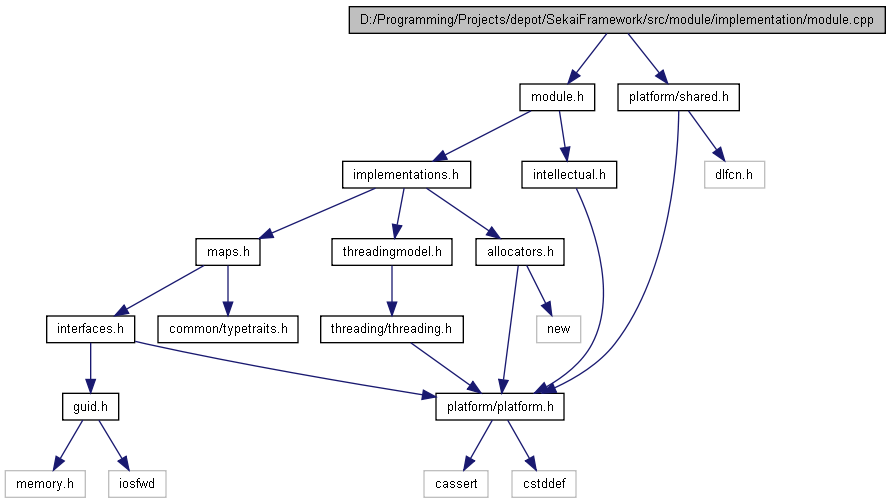 D:/Programming/Projects/depot/SekaiFramework/src/module/implementation/module.cpp
module.h
platform/shared.h
implementations.h
intellectual.h
dlfcn.h
maps.h
threadingmodel.h
allocators.h
interfaces.h
common/typetraits.h
threading/threading.h
new
guid.h
platform/platform.h
memory.h
iosfwd
cassert
cstddef